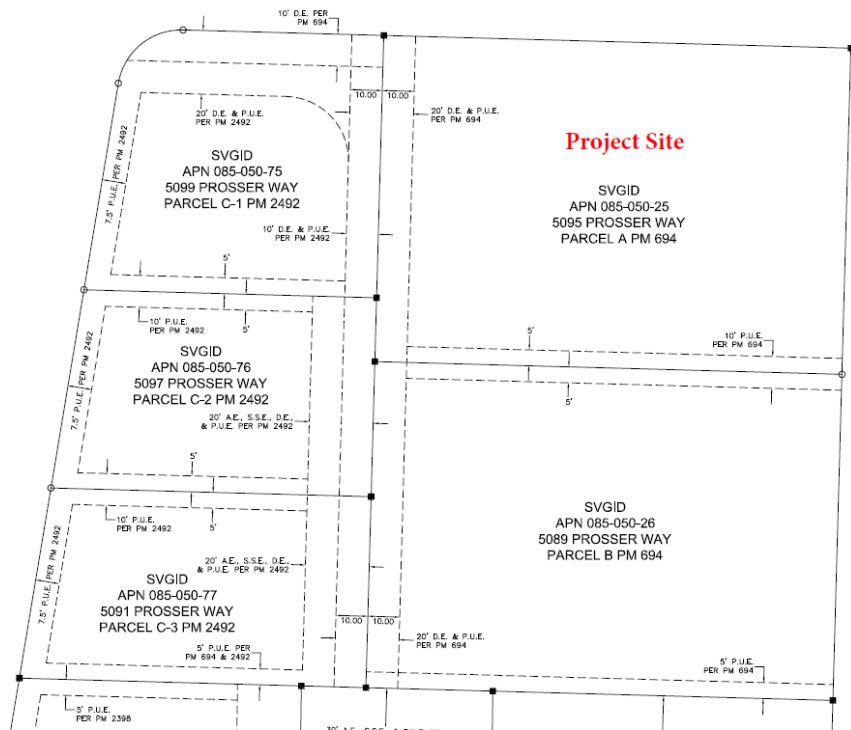 10' D.E. PER
PM 694
10.00
10.00
20' D.E. & P.U.E.
PER PM 2492
20' D.E. & P.U.E.
PER PM 694
7.5' P.U.E. PER PM 2492
Project Site
SVGID
APN 085-050-75
5099 PROSSER WAY
PARCEL C-1 PM 2492
SVGID
APN 085-050-25
5095 PROSSER WAY
PARCEL A PM 694
10' D.E. & P.U.E.
PER PM 2492
5'
10' P.U.E.
PER PM 2492
5'
5'
10' P.U.E.
PER PM 694
7.5' P.U.E. PER PM 2492
SVGID
APN 085-050-76
5097 PROSSER WAY
PARCEL C-2 PM 2492
5'
20' A.E., S.S.E., D.E.,
& P.U.E. PER PM 2492
5'
10' P.U.E.
PER PM 2492
5'
SVGID
APN 085-050-26
5089 PROSSER WAY
PARCEL B PM 694
7.5' P.U.E. PER PM 2492
20' A.E., S.S.E., D.E.,
& P.U.E. PER PM 2492
SVGID
APN 085-050-77
5091 PROSSER WAY
PARCEL C-3 PM 2492
10.00
10.00
20' D.E. & P.U.E.
PER PM 694
5' P.U.E. PER
PM 694 & 2492
5' P.U.E.
PER PM 694
5' P.U.E.
PER PM 2398